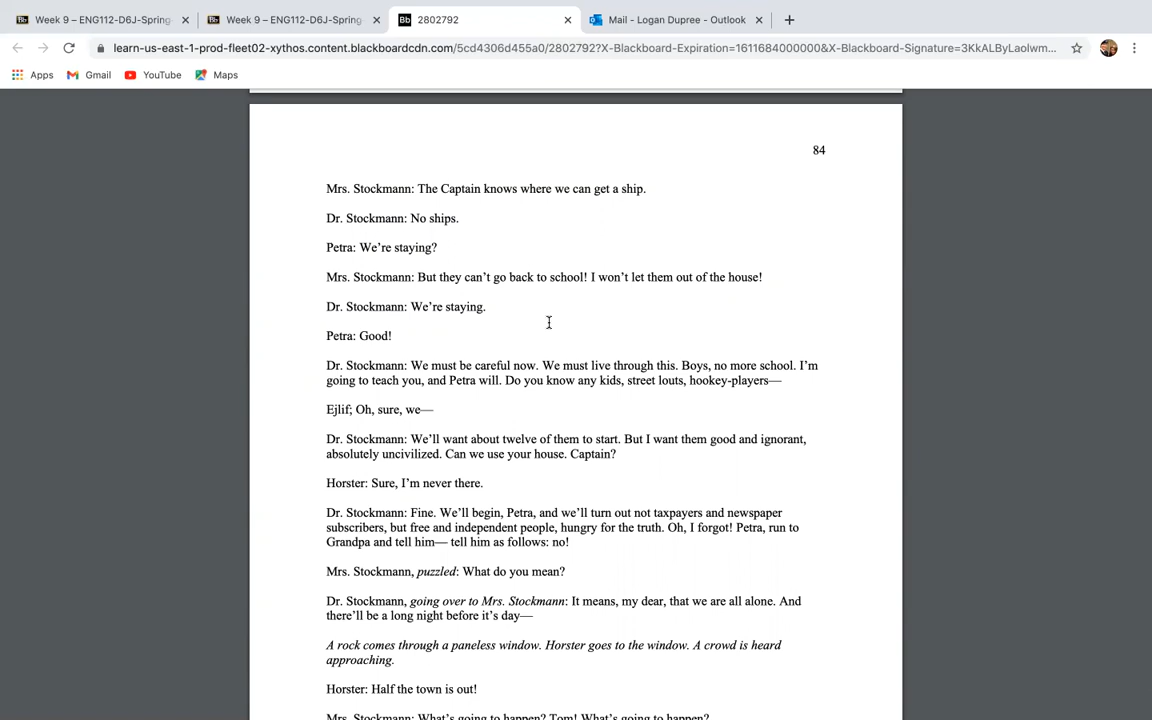 Week 9 – ENG112-D6J-Spring
Week 9 – ENG112-D6J-Spring
Bb 2802792
Mail - Logan Dupree - Outlook
learn-us-east-1-prod-fleet02-xythos.content.blackboardcdn.com/5cd4306d455a0/2802792?X-Blackboard-Expiration=1611684000000&X-Blackboard-Signature=3KkALByLaolwm...
Apps Gmail YouTube Maps
84
Mrs. Stockmann: The Captain knows where we can get a ship.
Dr. Stockmann: No ships.
Petra: We're staying?
Mrs. Stockmann: But they can't go back to school! I won't let them out of the house!
Dr. Stockmann: We're staying.
Petra: Good!
Dr. Stockmann: We must be careful now. We must live through this. Boys, no more school. I'm
going to teach you, and Petra will. Do you know any kids, street louts, hookey-players—
Ejlif; Oh, sure, we—
Dr. Stockmann: We'll want about twelve of them to start. But I want them good and ignorant,
absolutely uncivilized. Can we use your house. Captain?
Horster: Sure, I'm never there.
Dr. Stockmann: Fine. We'll begin, Petra, and we'll turn out not taxpayers and newspaper
subscribers, but free and independent people, hungry for the truth. Oh, I forgot! Petra, run to
Grandpa and tell him— tell him as follows: no!
Mrs. Stockmann, puzzled: What do you mean?
Dr. Stockmann, going over to Mrs. Stockmann: It means, my dear, that we are all alone. And
there'll be a long night before it's day—
A rock comes through a paneless window. Horster goes to the window. A crowd is heard
approaching.
Horster: Half the town is out!
Mrs. Stockmann: What's going to happen? Tom! What's going to happen?